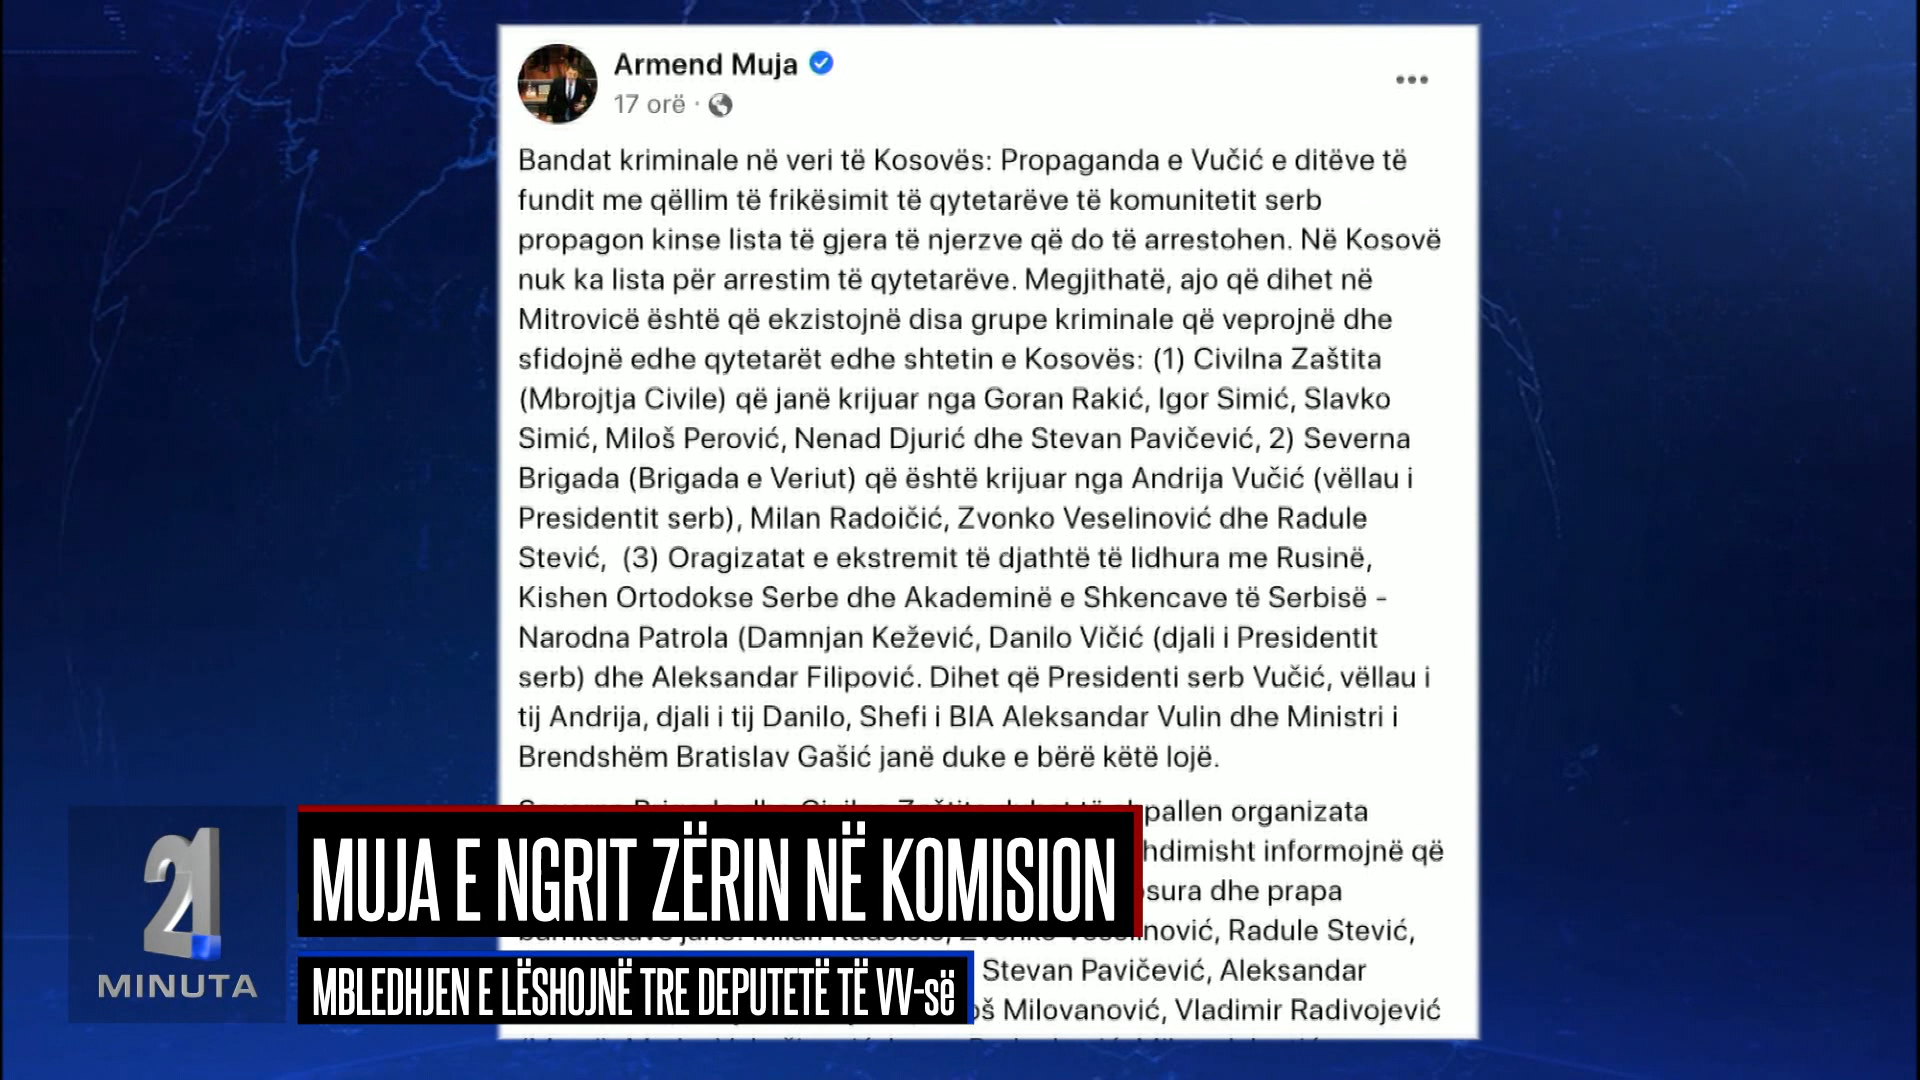 Armend Muja
17 orë ·
Bandat kriminale në veri të Kosovës: Propaganda e Vučić e ditëve të
fundit me qëllim të frikësimit të qytetarëve të komunitetit serb
propagon kinse lista të gjera të njerzve që do të arrestohen. Në Kosovë
nuk ka lista për arrestim të qytetarëve. Megjithatë, ajo që dihet në
Mitrovicë është që ekzistojnë disa grupe kriminale që veprojnë dhe
sfidojnë edhe qytetarët edhe shtetin e Kosovës: (1) Civilna Zaštita
(Mbrojtja Civile) që janë krijuar nga Goran Rakić, Igor Simić, Slavko
Simić, Miloš Perović, Nenad Djurić dhe Stevan Pavičević, 2) Severna
Brigada (Brigada e Veriut) që është krijuar nga Andrija Vučić (vëllau i
Presidentit serb), Milan Radoičić, Zvonko Veselinović dhe Radule
Stević, (3) Oragizatat e ekstremit të djathtë të lidhura me Rusinë,
Kishen Ortodokse Serbe dhe Akademinë e Shkencave të Serbisë -
Narodna Patrola (Damnjan Kežević, Danilo Vičić (djali i Presidentit
serb) dhe Aleksandar Filipović. Dihet që Presidenti serb Vučić, vëllau i
tij Andrija, djali i tij Danilo, Shefi i BIA Aleksandar Vulin dhe Ministri i
Brendshëm Bratislav Gašić janë duke e bërë këtë lojë.
organizata
informojnë që
dhe prapa
Radule Stević,
Stevan Pavičević, Aleksandar
Milovanović, Vladimir Radivojević
21
MINUTA
MUJA E NGRIT ZËRIN NË KOMISION
MBLEDHJEN E LËSHOJNË TRE DEPUTETË TË VV-së